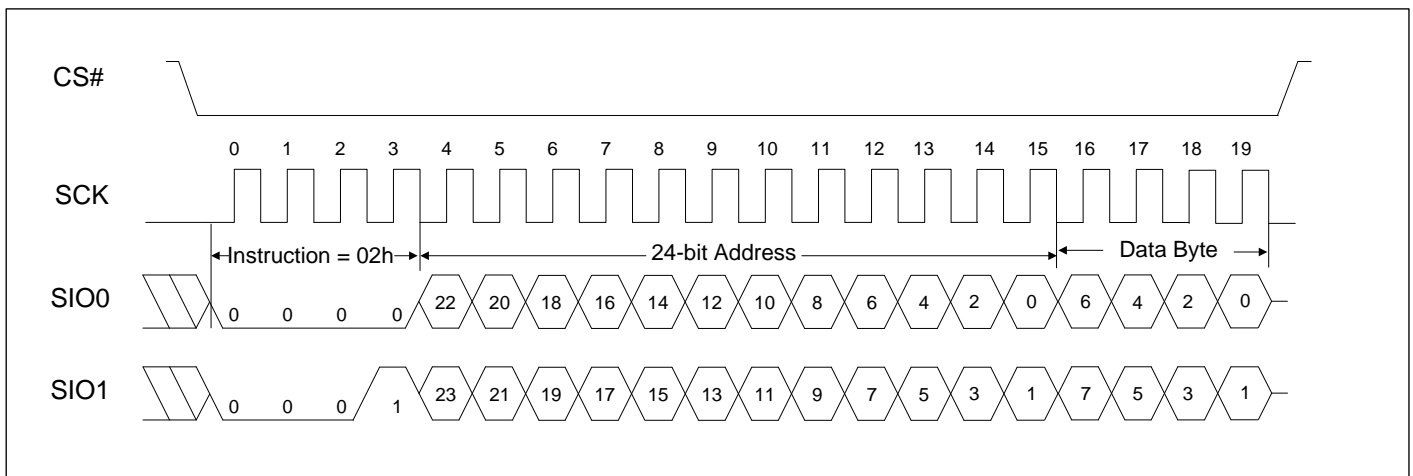 CS#
0 1 2 3 4 5 6 7 8 9 10 11 12 13 14 15 16 17 18 19
SCK
Instruction = 02h 24-bit Address Data Byte
SIO0 0 0 0 0 22 20 18 16 14 12 10 8 6 4 2 0 6 4 2 0
SIO1 0 0 0 1 23 21 19 17 15 13 11 9 7 5 3 1 7 5 3 1